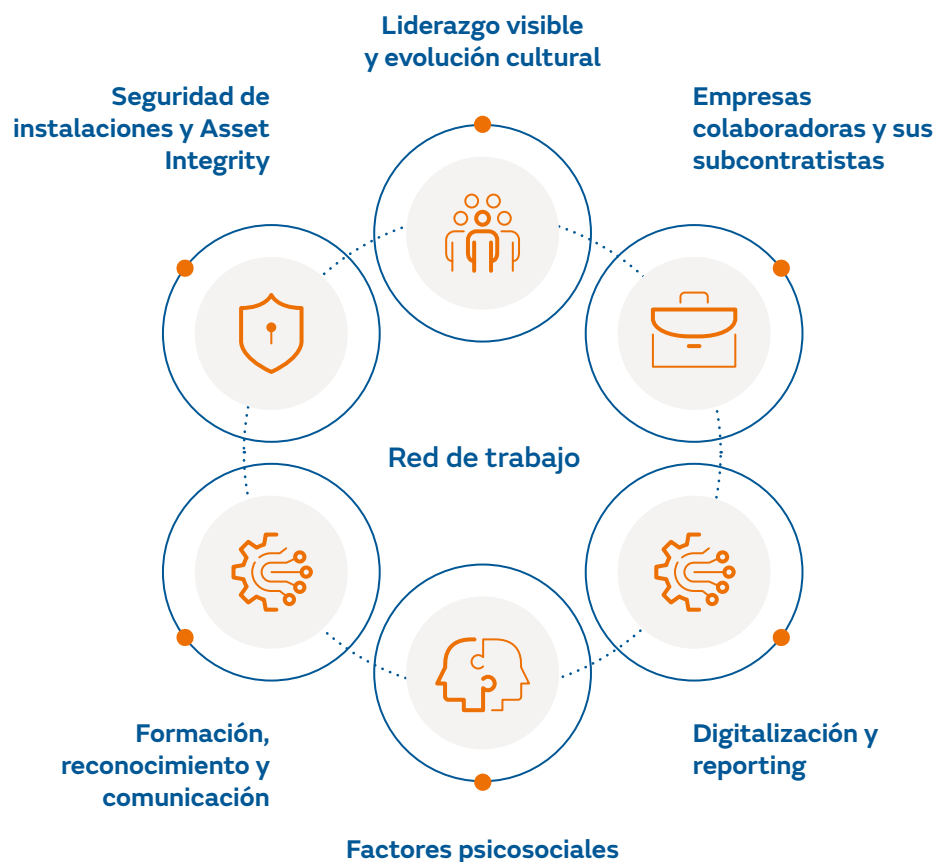 Liderazgo visible
y evolución cultural
Seguridad de
instalaciones y Asset
Integrity
Empresas
colaboradoras y sus
subcontratistas
Red de trabajo
Formación,
reconocimiento y
comunicación
Digitalización y
reporting
Factores psicosociales